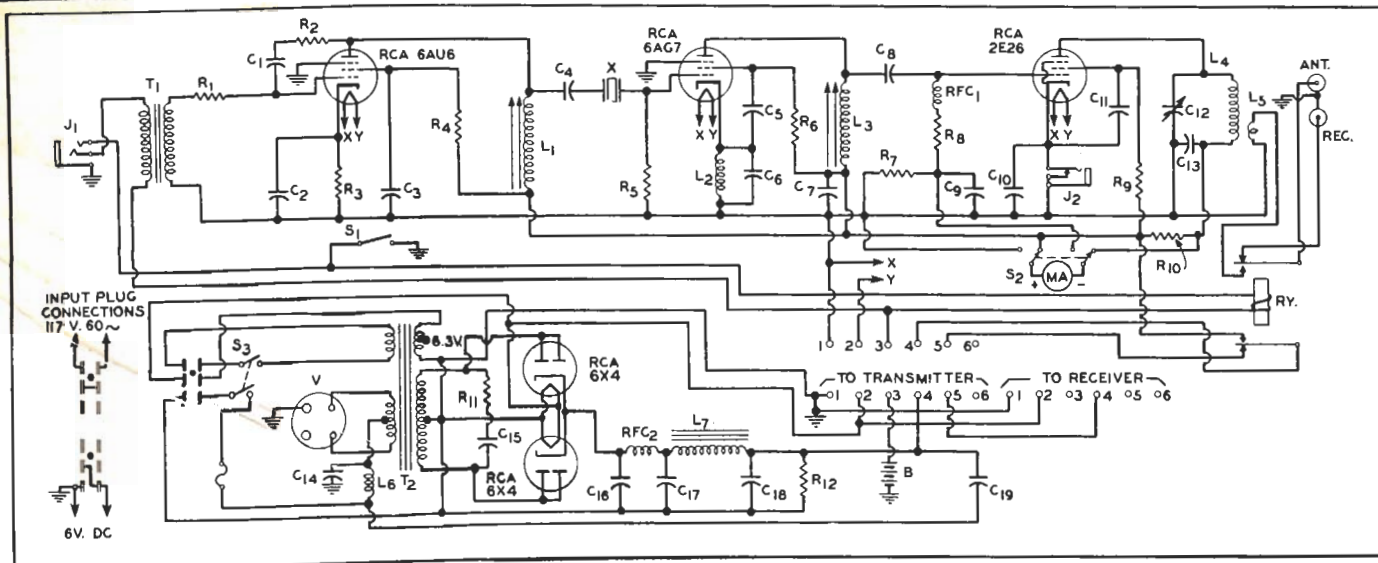 R2
C1
RCA 6AU6
T1
R1
J1
X Y
C2
R3
C3
R4
L1
S1
C4
X
RCA
6AG7
R5
X Y
L2
C5
C6
R6
C7
L3
C8
RFC1
R8
R7
C9
RCA
2E26
X Y
C10
C11
J2
R9
C12
C13
L4
L5
ANT.
REC.
R10
S2
+ MA -
X
Y
RY.
1 2 3 4 5 6
INPUT PLUG
CONNECTIONS
117 V. 60~
6V. DC
S3
V
C14
L6
T2
6.3V.
R11
C15
RCA
6X4
RCA
6X4
RFC2
L7
C16
C17
C18
R12
B
C19
TO TRANSMITTER
1 2 3 4 5 6
TO RECEIVER
1 2 3 4 5 6